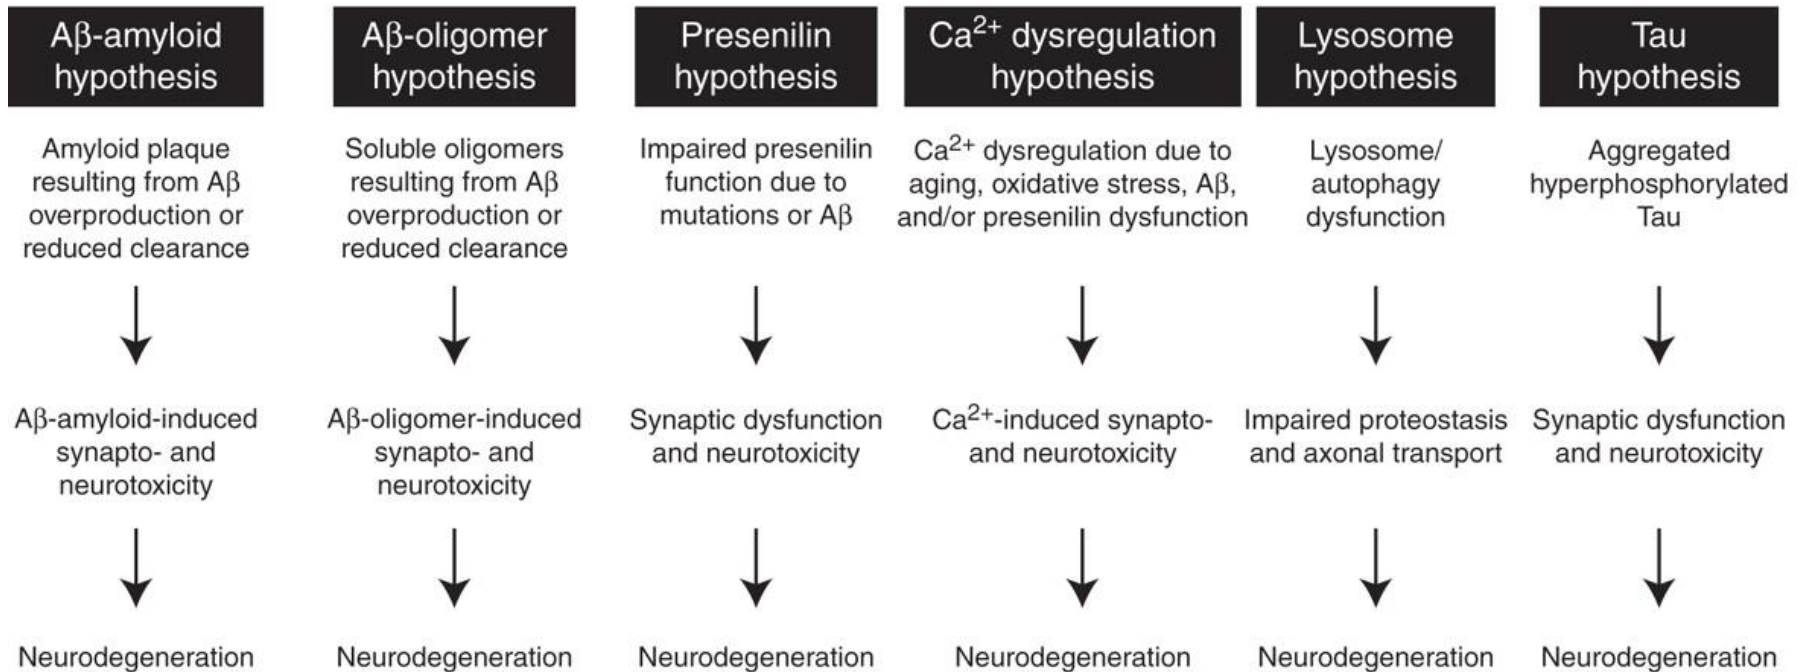 Aβ-amyloid
hypothesis
Amyloid plaque
resulting from Aβ
overproduction or
reduced clearance
Aβ-amyloid-induced
synapto- and
neurotoxicity
Neurodegeneration
Aβ-oligomer
hypothesis
Soluble oligomers
resulting from Aβ
overproduction or
reduced clearance
Aβ-oligomer-induced
synapto- and
neurotoxicity
Neurodegeneration
Presenilin
hypothesis
Impaired presenilin
function due to
mutations or Aβ
Synaptic dysfunction
and neurotoxicity
Neurodegeneration
Ca²⁺ dysregulation
hypothesis
Ca²⁺ dysregulation due to
aging, oxidative stress, Aβ,
and/or presenilin dysfunction
Ca²⁺-induced synapto-
and neurotoxicity
Neurodegeneration
Lysosome
hypothesis
Lysosome/
autophagy
dysfunction
Impaired proteostasis
and axonal transport
Neurodegeneration
Tau
hypothesis
Aggregated
hyperphosphorylated
Tau
Synaptic dysfunction
and neurotoxicity
Neurodegeneration